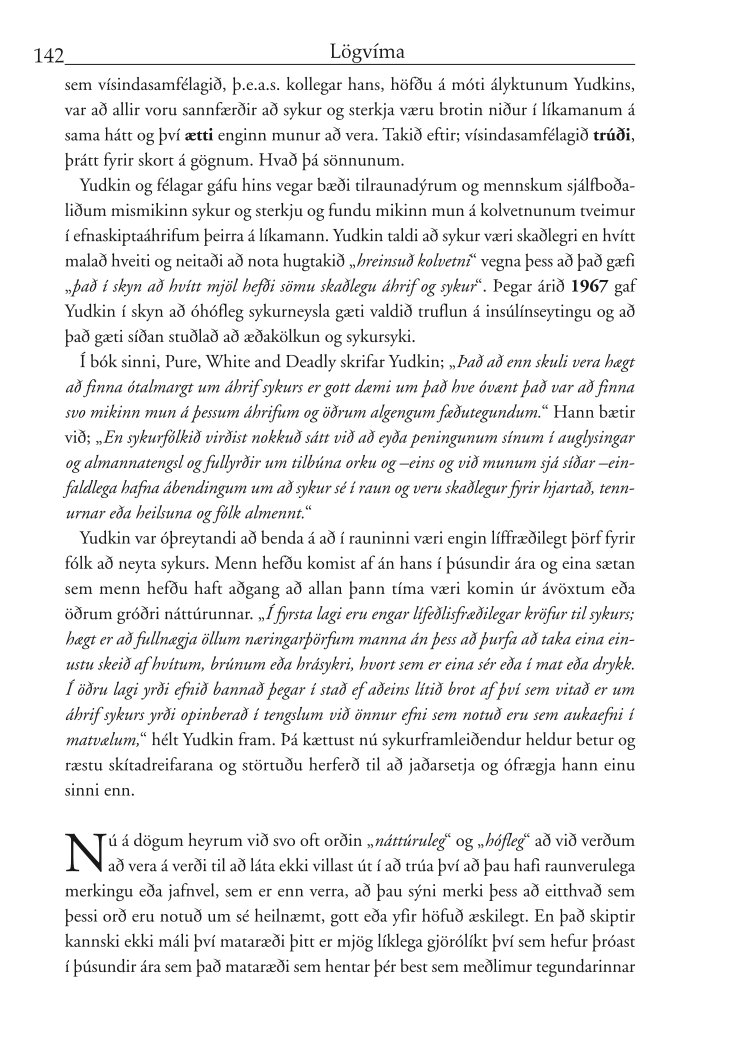 142
Lögvíma
sem vísindasamfélagið, þ.e.a.s. kollegar hans, höfðu á móti ályktunum Yudkins,
var að allir voru sannfærðir að sykur og sterkja væru brotin niður í líkamanum á
sama hátt og því ætti enginn munur að vera. Takið eftir; vísindasamfélagið trúði,
þrátt fyrir skort á gögnum. Hvað þá sönnunum.
Yudkin og félagar gáfu hins vegar bæði tilraunadýrum og mennskum sjálfboða-
liðum mismikinn sykur og sterkju og fundu mikinn mun á kolvetnunum tveimur
í efnaskiptaáhrifum þeirra á líkamann. Yudkin taldi að sykur væri skaðlegri en hvítt
malað hveiti og neitaði að nota hugtakið „hreinsuð kolvetni“ vegna þess að það gæfi
„það í skyn að hvítt mjöl hefði sömu skaðlegu áhrif og sykur“. Þegar árið 1967 gaf
Yudkin í skyn að óhófleg sykurneysla gæti valdið truflun á insúlínseytingu og að
það gæti síðan stuðlað að æðakölkun og sykursyki.
Í bók sinni, Pure, White and Deadly skrifar Yudkin; „Það að enn skuli vera hægt
að finna ótalmargt um áhrif sykurs er gott dæmi um það hve óvænt það var að finna
svo mikinn mun á þessum áhrifum og öðrum algengum fæðutegundum.“ Hann bætir
við; „En sykurfólkið virðist nokkuð sátt við að eyða peningunum sínum í auglysingar
og almannatengsl og fullyrðir um tilbúna orku og –eins og við munum sjá síðar –ein-
faldlega hafna ábendingum um að sykur sé í raun og veru skaðlegur fyrir hjartað, tenn-
urnar eða heilsuna og fólk almennt.“
Yudkin var óþreytandi að benda á að í rauninni væri engin líffræðilegt þörf fyrir
fólk að neyta sykurs. Menn hefðu komist af án hans í þúsundir ára og eina sætan
sem menn hefðu haft aðgang að allan þann tíma væri komin úr ávöxtum eða
öðrum gróðri náttúrunnar. „Í fyrsta lagi eru engar lífeðlisfræðilegar kröfur til sykurs;
hægt er að fullnægja öllum næringarþörfum manna án þess að þurfa að taka eina ein-
ustu skeið af hvítum, brúnum eða hrásykri, hvort sem er eina sér eða í mat eða drykk.
Í öðru lagi yrði efnið bannað þegar í stað ef aðeins lítið brot af því sem vitað er um
áhrif sykurs yrði opinberað í tengslum við önnur efni sem notuð eru sem aukaefni í
matvælum,“ hélt Yudkin fram. Þá kættust nú sykurframleiðendur heldur betur og
ræstu skítadreifarana og störtuðu herferð til að jaðarsetja og ófrægja hann einu
sinni enn.
Nú á dögum heyrum við svo oft orðin „náttúruleg“ og „hófleg“ að við verðum
að vera á verði til að láta ekki villast út í að trúa því að þau hafi raunverulega
merkingu eða jafnvel, sem er enn verra, að þau sýni merki þess að eitthvað sem
þessi orð eru notuð um sé heilnæmt, gott eða yfir höfuð æskilegt. En það skiptir
kannski ekki máli því mataræði þitt er mjög líklega gjörólíkt því sem hefur þróast
í þúsundir ára sem það mataræði sem hentar þér best sem meðlimur tegundarinnar